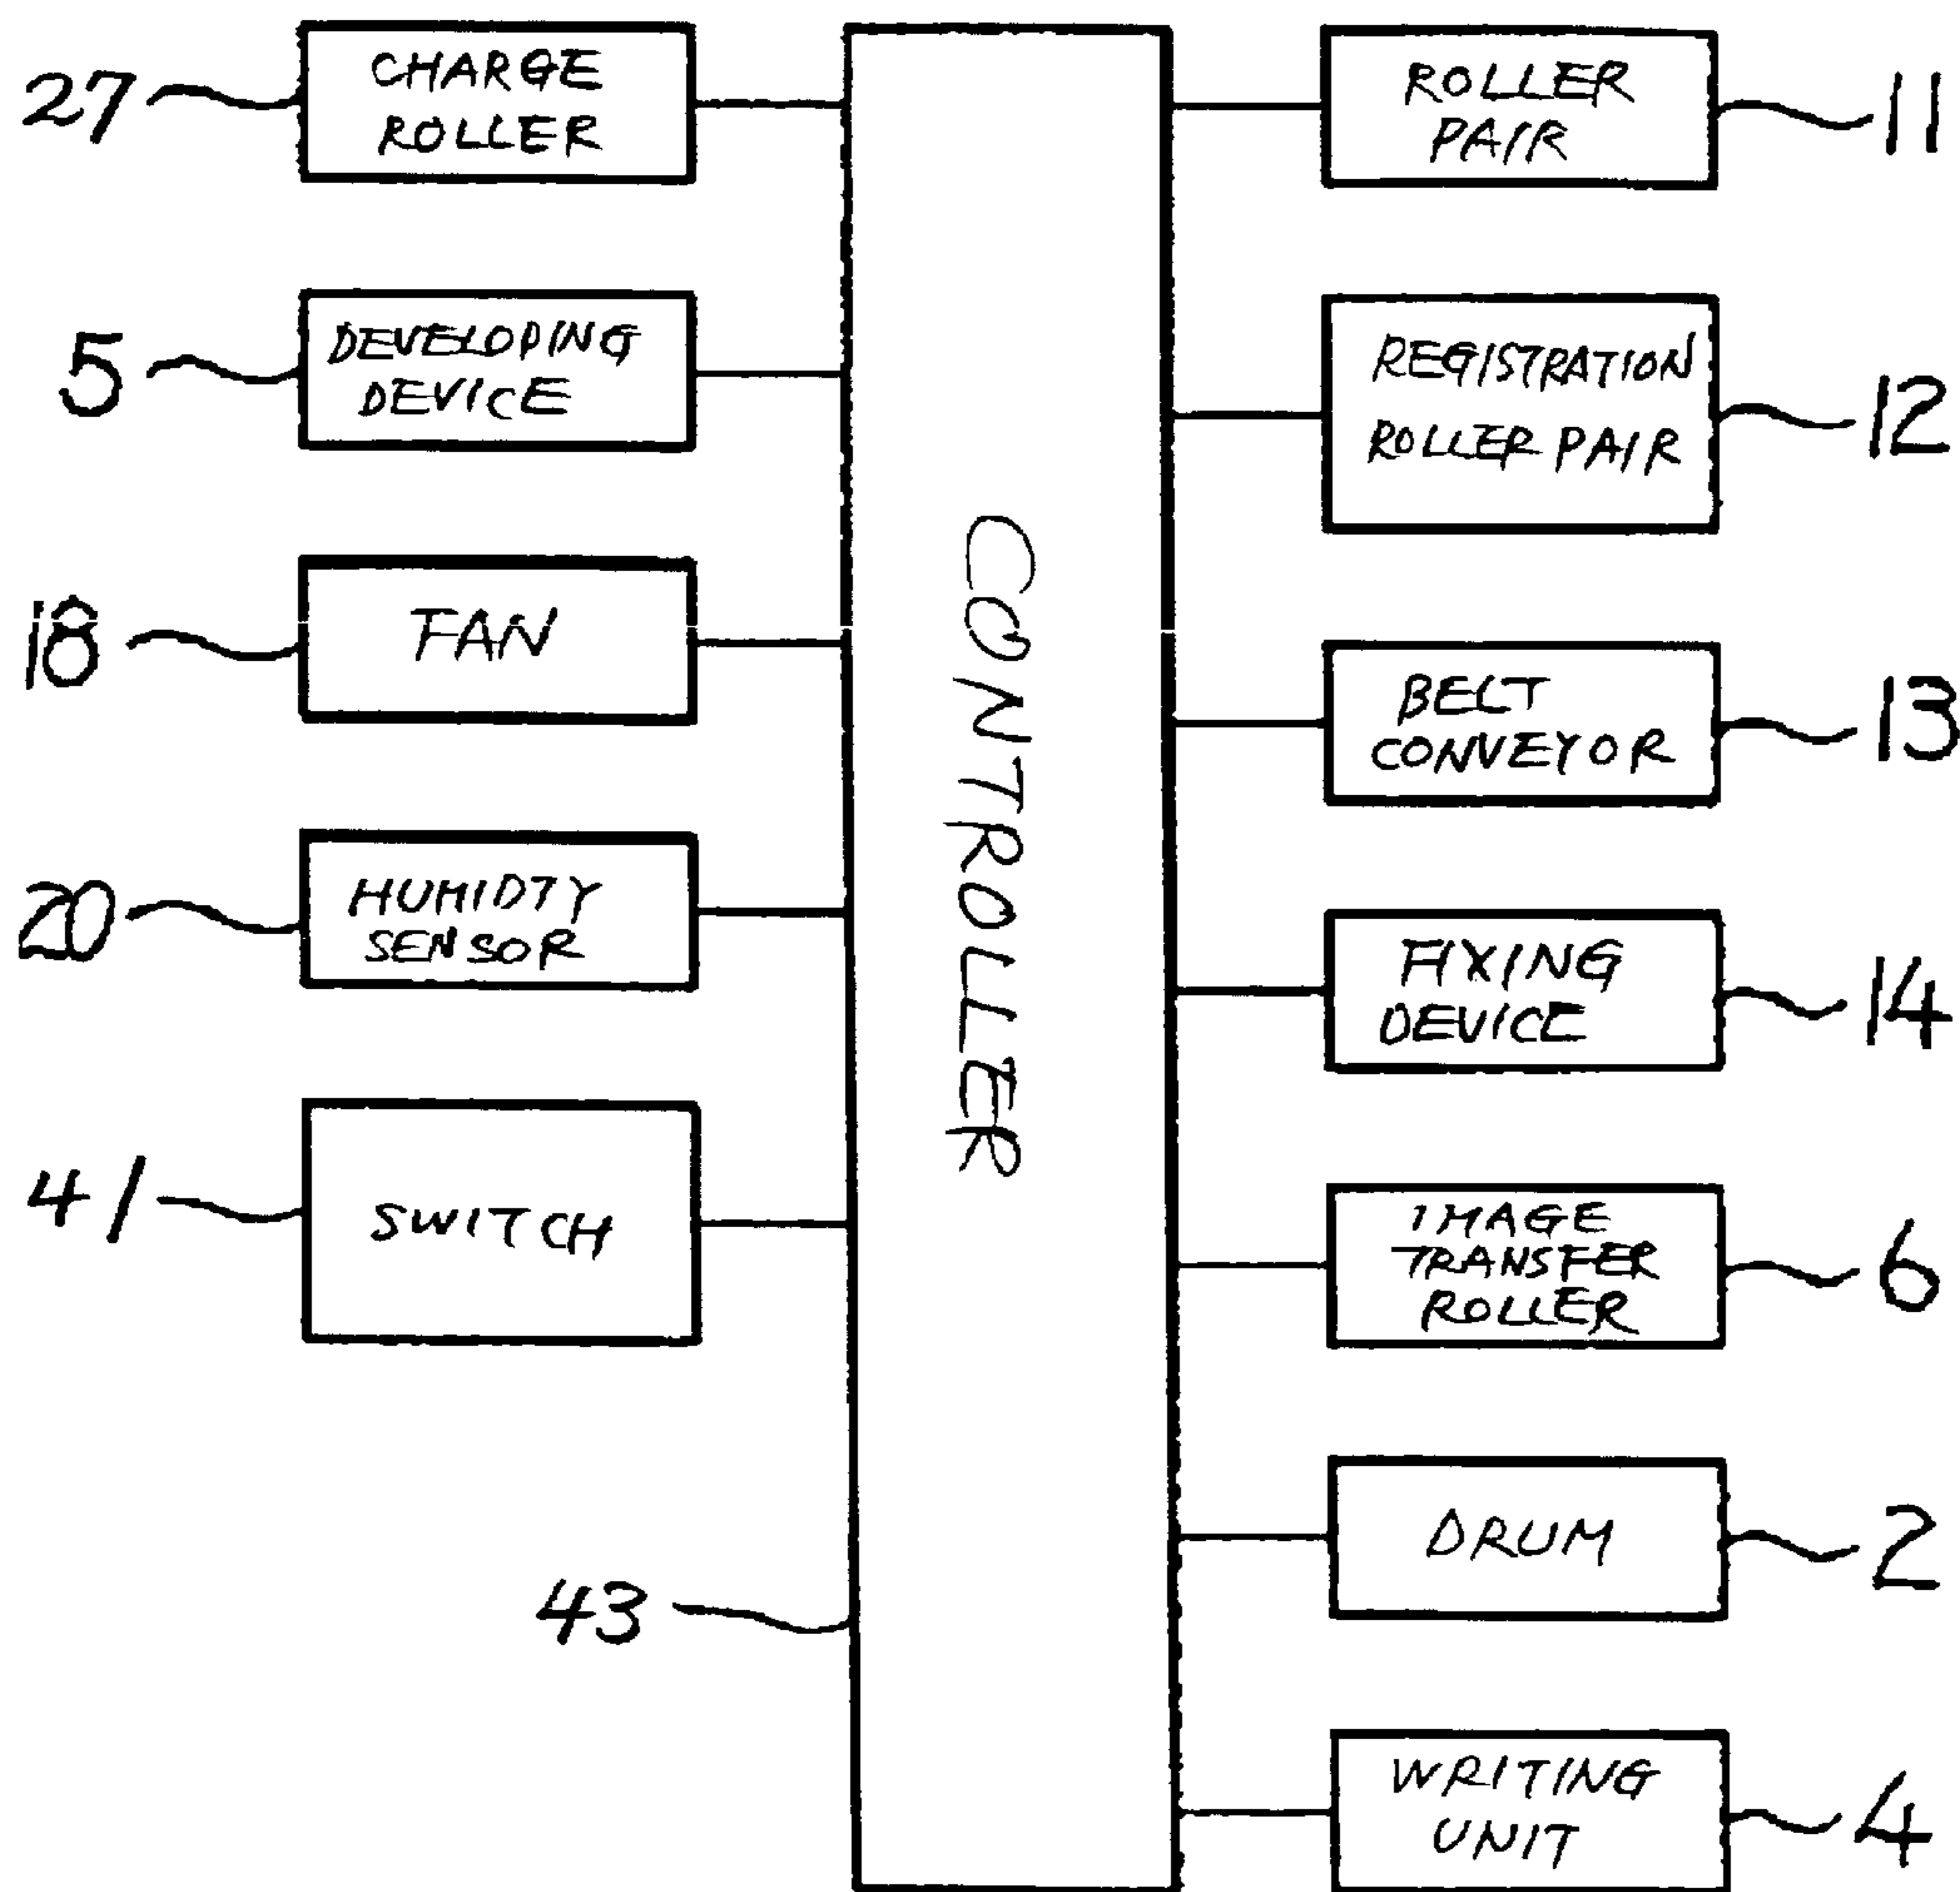 27
CHARGE
ROLLER
5
DEVELOPING
DEVICE
18
FAN
20
HUMIDTY
SENSOR
41
SWITCH
43
CONTROLLER
ROLLER
PAIR
11
REGISTRATION
ROLLER PAIR
12
BELT
CONVEYOR
13
FIXING
DEVICE
14
IMAGE
TRANSFER
ROLLER
6
DRUM
2
WRITING
UNIT
4